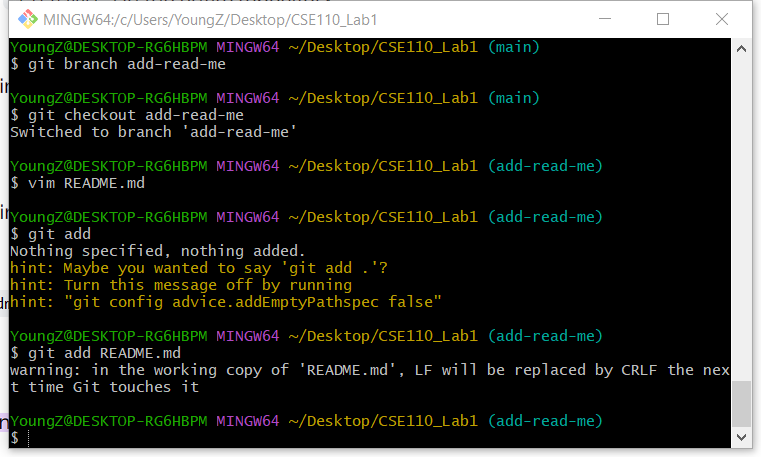 MINGW64:/c/Users/YoungZ/Desktop/CSE110_Lab1
YoungZ@DESKTOP-RG6HBPM MINGW64 ~/Desktop/CSE110_Lab1 (main)
$ git branch add-read-me
YoungZ@DESKTOP-RG6HBPM MINGW64 ~/Desktop/CSE110_Lab1 (main)
$ git checkout add-read-me
Switched to branch 'add-read-me'
YoungZ@DESKTOP-RG6HBPM MINGW64 ~/Desktop/CSE110_Lab1 (add-read-me)
$ vim README.md
YoungZ@DESKTOP-RG6HBPM MINGW64 ~/Desktop/CSE110_Lab1 (add-read-me)
$ git add
Nothing specified, nothing added.
hint: Maybe you wanted to say 'git add .'?
hint: Turn this message off by running
hint: "git config advice.addEmptyPathspec false"
YoungZ@DESKTOP-RG6HBPM MINGW64 ~/Desktop/CSE110_Lab1 (add-read-me)
$ git add README.md
warning: in the working copy of 'README.md', LF will be replaced by CRLF the nex
t time Git touches it
YoungZ@DESKTOP-RG6HBPM MINGW64 ~/Desktop/CSE110_Lab1 (add-read-me)
$